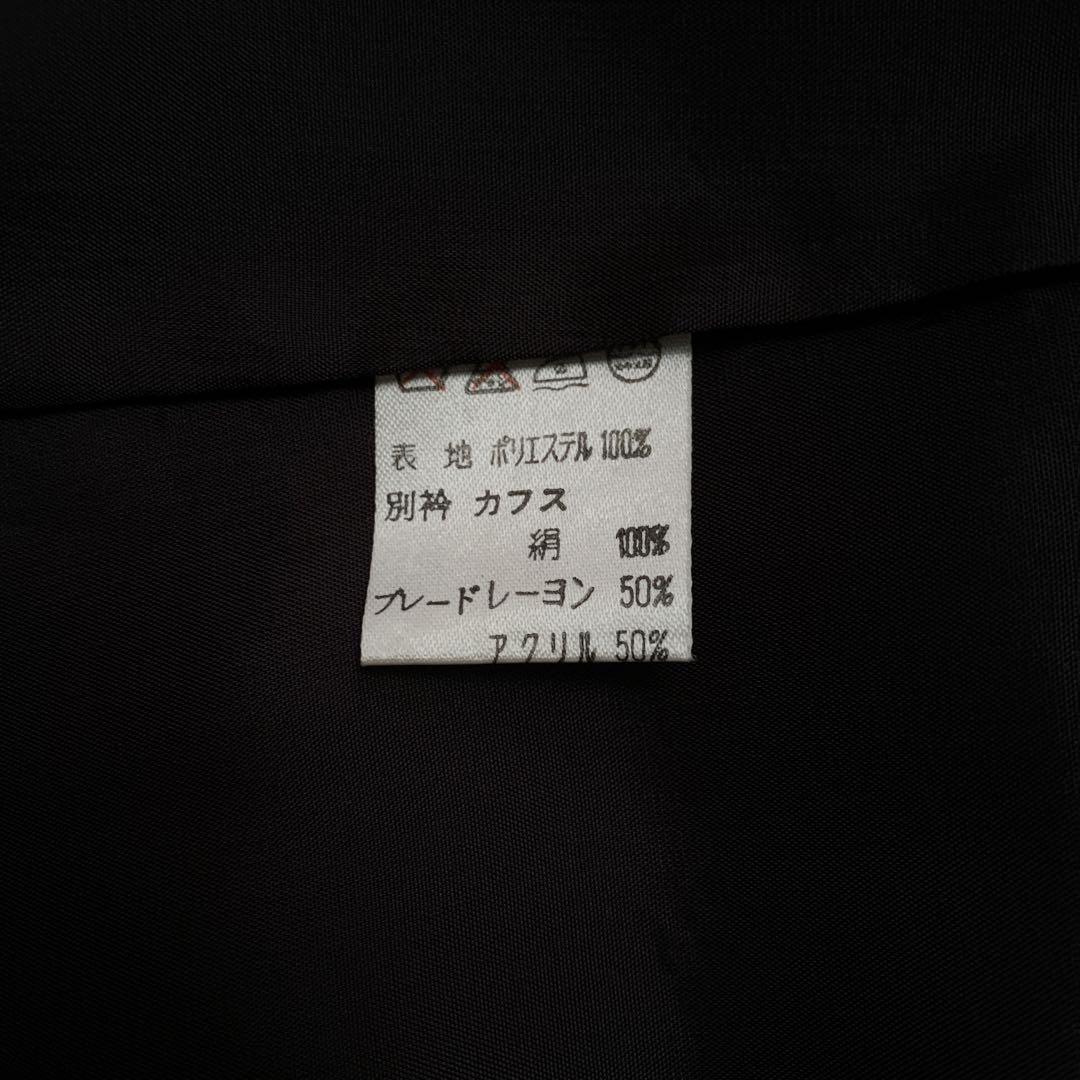 表 地 ポリエステル 100%
別衿 カフス
絹 100%
ブレードレーヨン 50%
アクリル 50%